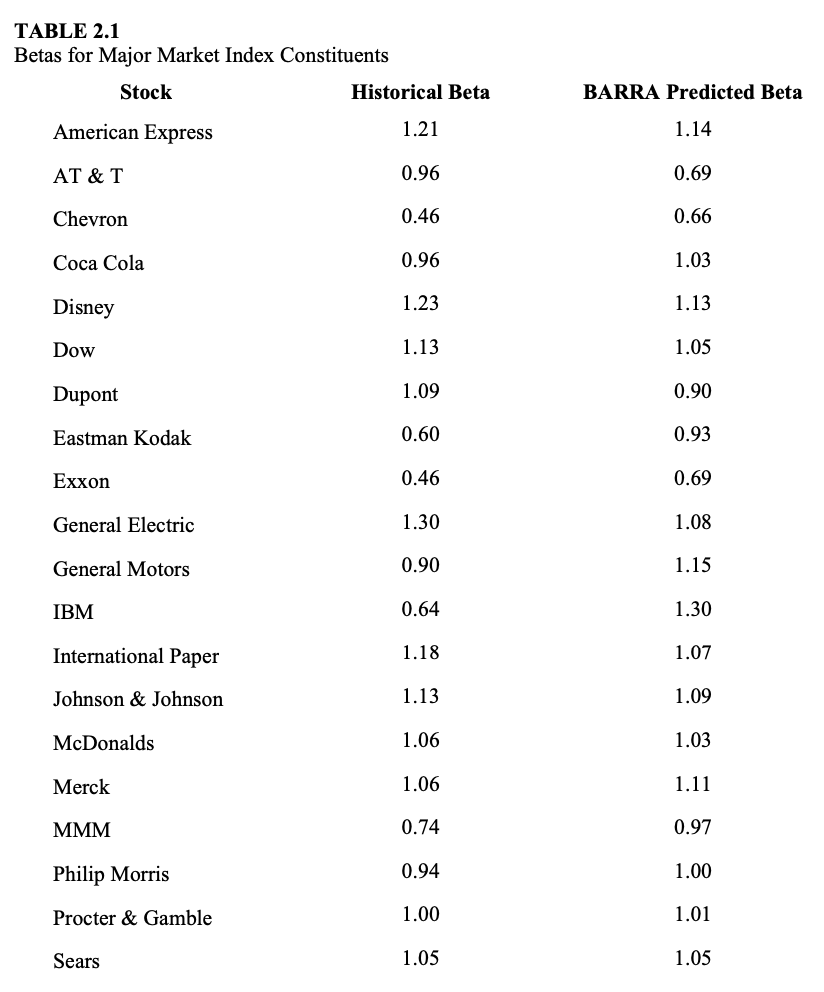 TABLE 2.1
Betas for Major Market Index Constituents
Stock Historical Beta BARRA Predicted Beta
American Express 1.21 1.14
AT & T 0.96 0.69
Chevron 0.46 0.66
Coca Cola 0.96 1.03
Disney 1.23 1.13
Dow 1.13 1.05
Dupont 1.09 0.90
Eastman Kodak 0.60 0.93
Exxon 0.46 0.69
General Electric 1.30 1.08
General Motors 0.90 1.15
IBM 0.64 1.30
International Paper 1.18 1.07
Johnson & Johnson 1.13 1.09
McDonalds 1.06 1.03
Merck 1.06 1.11
MMM 0.74 0.97
Philip Morris 0.94 1.00
Procter & Gamble 1.00 1.01
Sears 1.05 1.05